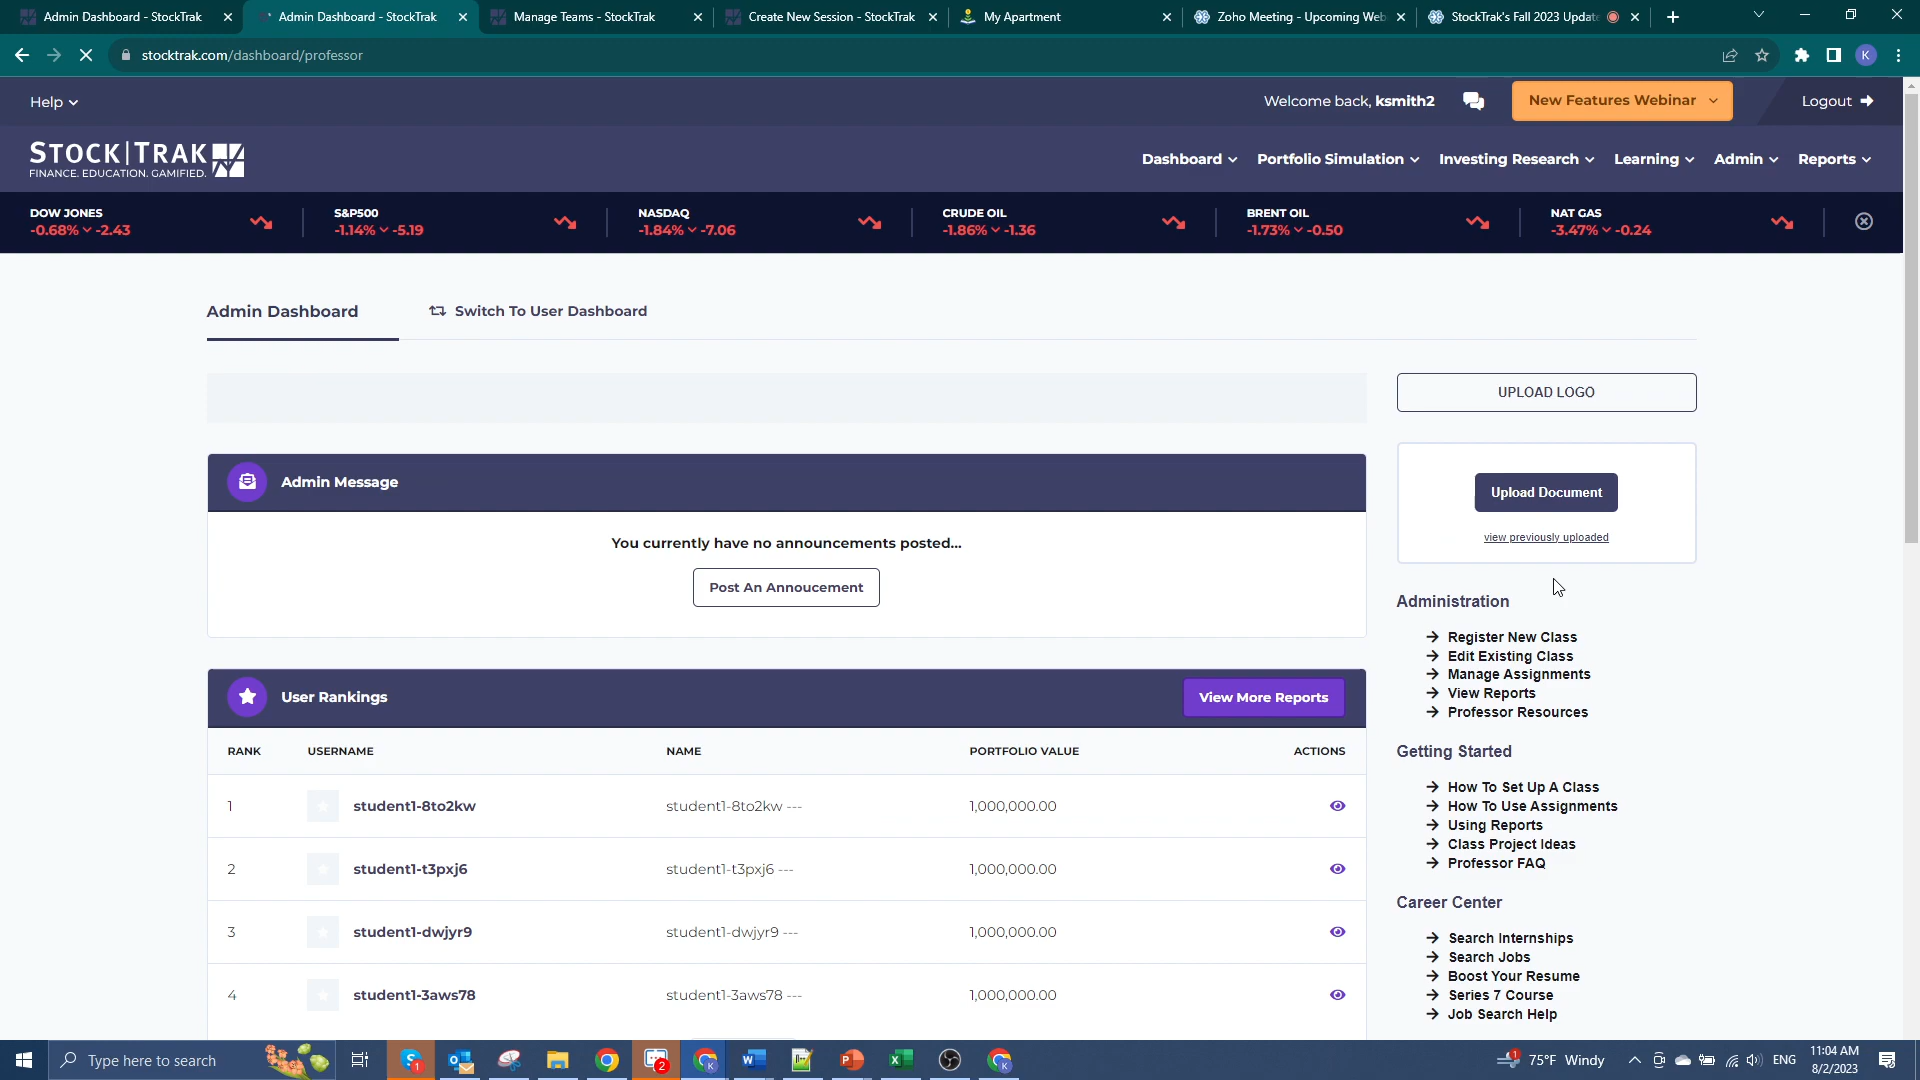 Admin Dashboard - StockTrak
Admin Dashboard - StockTrak
Manage Teams - StockTrak
Create New Session - StockTrak
My Apartment
Zoho Meeting - Upcoming Web
StockTrak's Fall 2023 Update
stocktrak.com/dashboard/professor
K
Help
Welcome back, ksmith2
New Features Webinar
Logout
STOCK|TRAK
FINANCE. EDUCATION. GAMIFIED.
Dashboard
Portfolio Simulation
Investing Research
Learning
Admin
Reports
DOW JONES
-0.68% -2.43
S&P500
-1.14% -5.19
NASDAQ
-1.84% -7.06
CRUDE OIL
-1.86% -1.36
BRENT OIL
-1.73% -0.50
NAT GAS
-3.47% -0.24
Admin Dashboard
Switch To User Dashboard
UPLOAD LOGO
Admin Message
You currently have no announcements posted...
Post An Annoucement
Upload Document
view previously uploaded
User Rankings
View More Reports
RANK USERNAME NAME PORTFOLIO VALUE ACTIONS
1 student1-8to2kw student1-8to2kw --- 1,000,000.00
2 student1-t3pxj6 student1-t3pxj6 --- 1,000,000.00
3 student1-dwjyr9 student1-dwjyr9 --- 1,000,000.00
4 student1-3aws78 student1-3aws78 --- 1,000,000.00
Administration
Register New Class
Edit Existing Class
Manage Assignments
View Reports
Professor Resources
Getting Started
How To Set Up A Class
How To Use Assignments
Using Reports
Class Project Ideas
Professor FAQ
Career Center
Search Internships
Search Jobs
Boost Your Resume
Series 7 Course
Job Search Help
Type here to search
1
2
1
75°F Windy
ENG
11:04 AM
8/2/2023